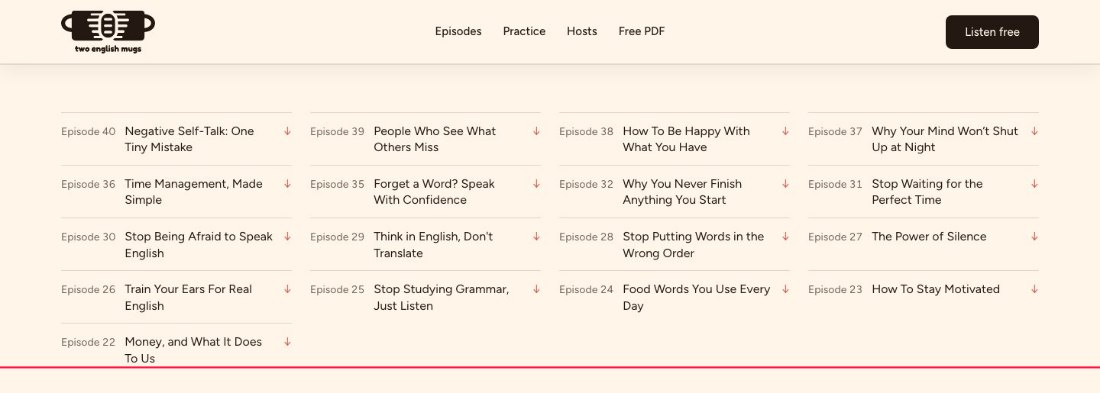 two english mugs
Episodes Practice Hosts Free PDF
Listen free
Episode 40 Negative Self-Talk: One
Tiny Mistake
Episode 39 People Who See What
Others Miss
Episode 38 How To Be Happy With
What You Have
Episode 37 Why Your Mind Won’t Shut
Up at Night
Episode 36 Time Management, Made
Simple
Episode 35 Forget a Word? Speak
With Confidence
Episode 32 Why You Never Finish
Anything You Start
Episode 31 Stop Waiting for the
Perfect Time
Episode 30 Stop Being Afraid to Speak
English
Episode 29 Think in English, Don’t
Translate
Episode 28 Stop Putting Words in the
Wrong Order
Episode 27 The Power of Silence
Episode 26 Train Your Ears For Real
English
Episode 25 Stop Studying Grammar,
Just Listen
Episode 24 Food Words You Use Every
Day
Episode 23 How To Stay Motivated
Episode 22 Money, and What It Does
To Us